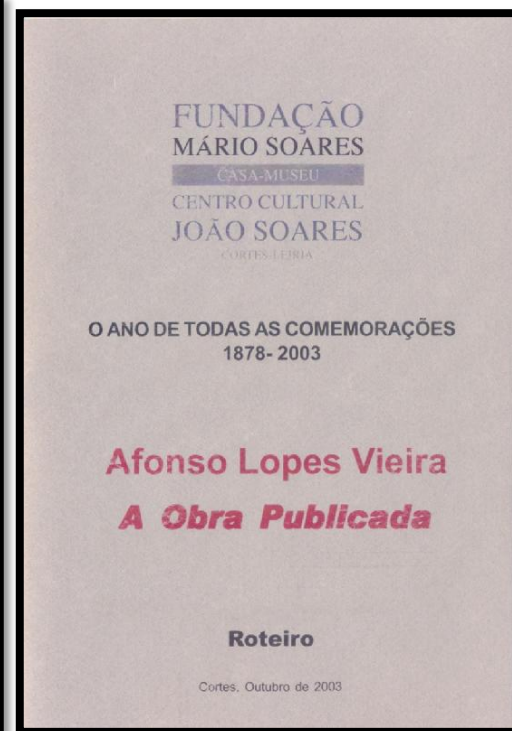 FUNDAÇÃO
MÁRIO SOARES
CASA-MUSEU
CENTRO CULTURAL
JOÃO SOARES
CORTES-LEIRIA
O ANO DE TODAS AS COMEMORAÇÕES
1878- 2003
Afonso Lopes Vieira
A Obra Publicada
Roteiro
Cortes, Outubro de 2003